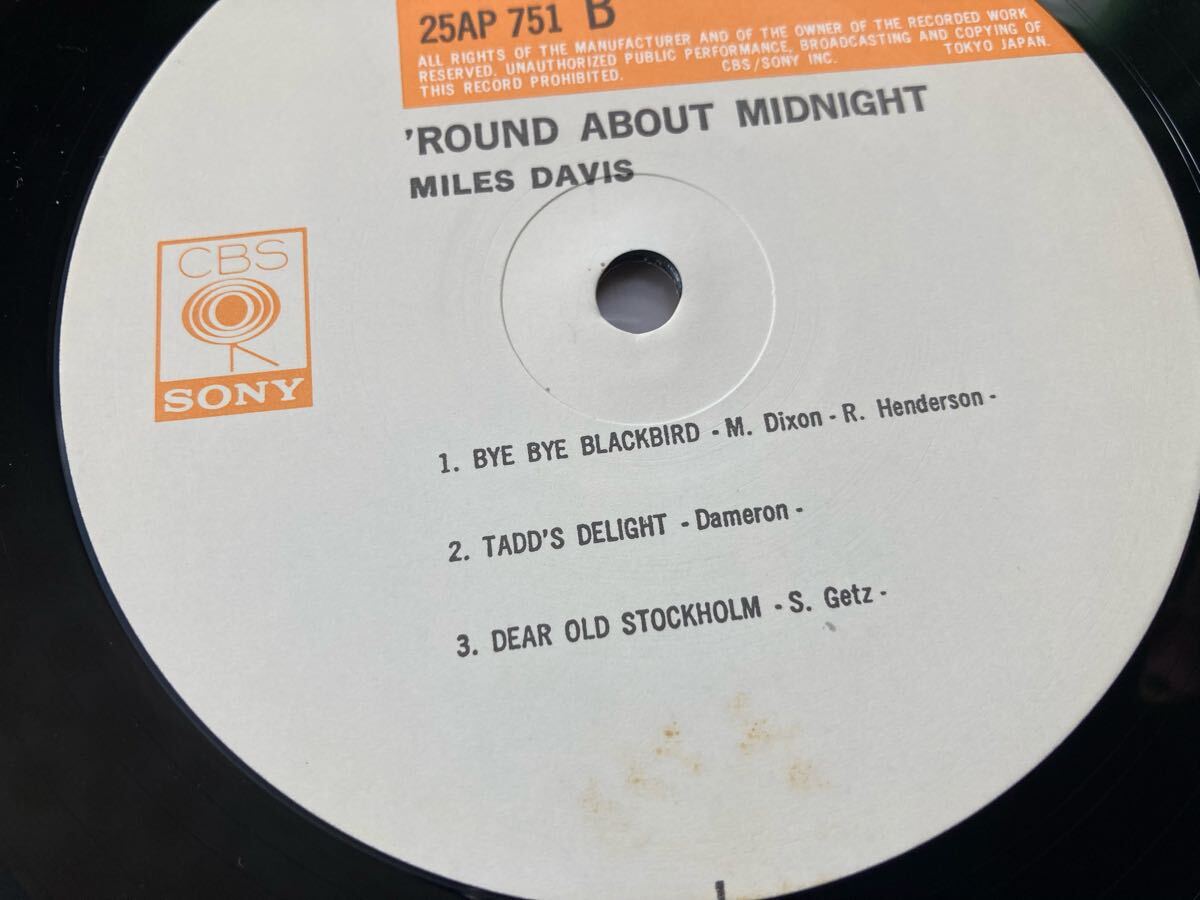 25AP 751 B
ALL RIGHTS OF THE MANUFACTURER AND OF THE OWNER OF THE RECORDED WORK
RESERVED. UNAUTHORIZED PUBLIC PERFORMANCE, BROADCASTING AND COPYING OF
THIS RECORD PROHIBITED. CBS/SONY INC. TOKYO JAPAN.
'ROUND ABOUT MIDNIGHT
MILES DAVIS
CBS
SONY
1. BYE BYE BLACKBIRD - M. Dixon - R. Henderson -
2. TADD'S DELIGHT - Dameron -
3. DEAR OLD STOCKHOLM - S. Getz -